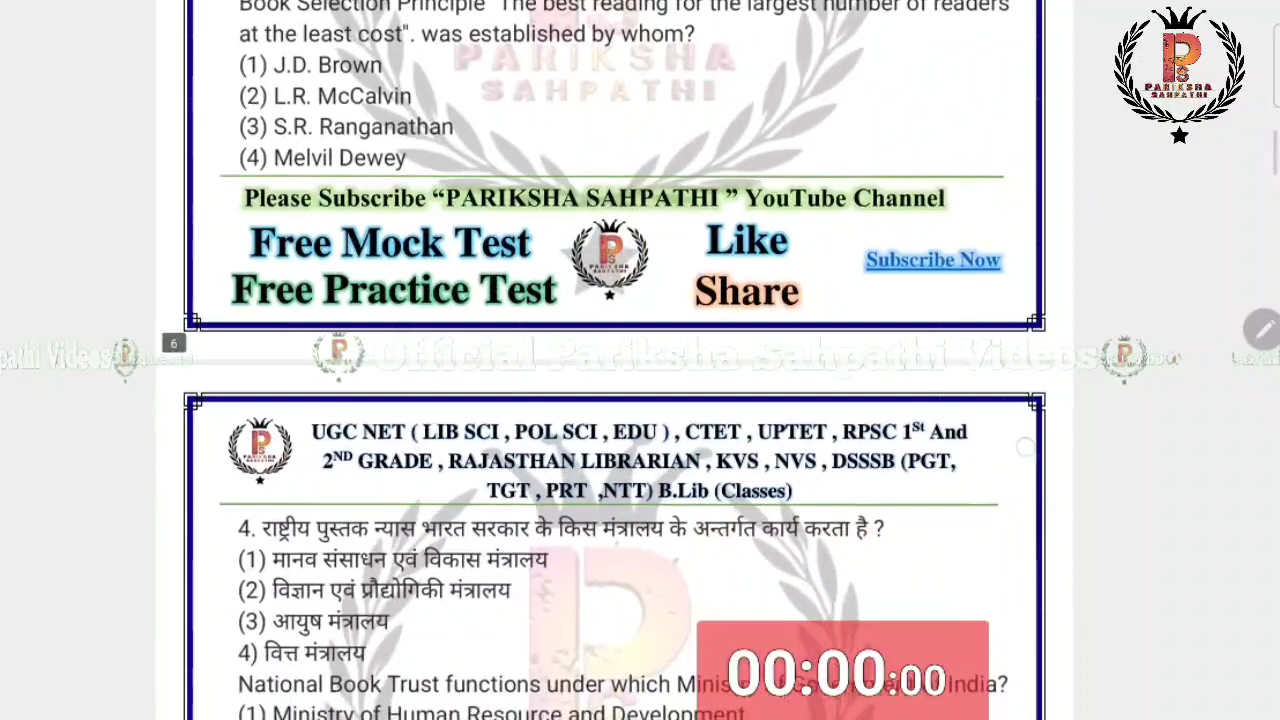 Book Selection Principle "The best reading for the largest number of readers
at the least cost". was established by whom?
(1) J.D. Brown
(2) L.R. McCalvin
(3) S.R. Ranganathan
(4) Melvil Dewey
PARIKSHA
SAHPATHI
PARIKSHA
SAHPATHI
Please Subscribe “PARIKSHA SAHPATHI ” YouTube Channel
Free Mock Test
Free Practice Test
PARIKSHA
SAHPATHI
Like
Share
Subscribe Now
6
Videos
Official Pariksha Sahpathi Videos
UGC NET ( LIB SCI , POL SCI , EDU ) , CTET , UPTET , RPSC 1St And
2ND GRADE , RAJASTHAN LIBRARIAN , KVS , NVS , DSSSB (PGT,
TGT , PRT ,NTT) B.Lib (Classes)
4. राष्ट्रीय पुस्तक न्यास भारत सरकार के किस मंत्रालय के अन्तर्गत कार्य करता है ?
(1) मानव संसाधन एवं विकास मंत्रालय
(2) विज्ञान एवं प्रौद्योगिकी मंत्रालय
(3) आयुष मंत्रालय
4) वित्त मंत्रालय
National Book Trust functions under which India?
(1) Ministry of Human Resource and Development
00:00:00